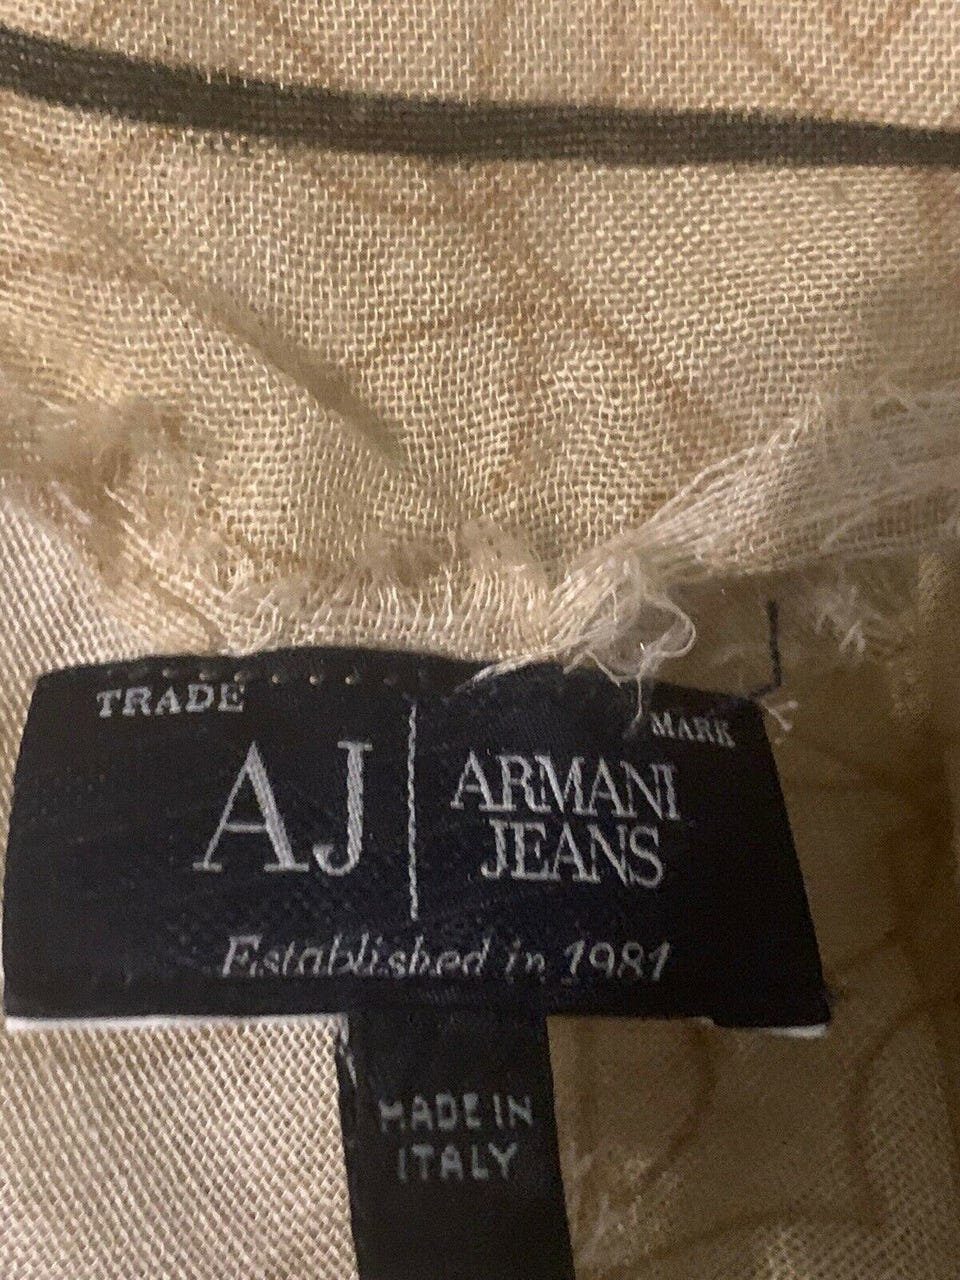 TRADE MARK
AJ
ARMANI
JEANS
Established in 1981
MADE IN
ITALY